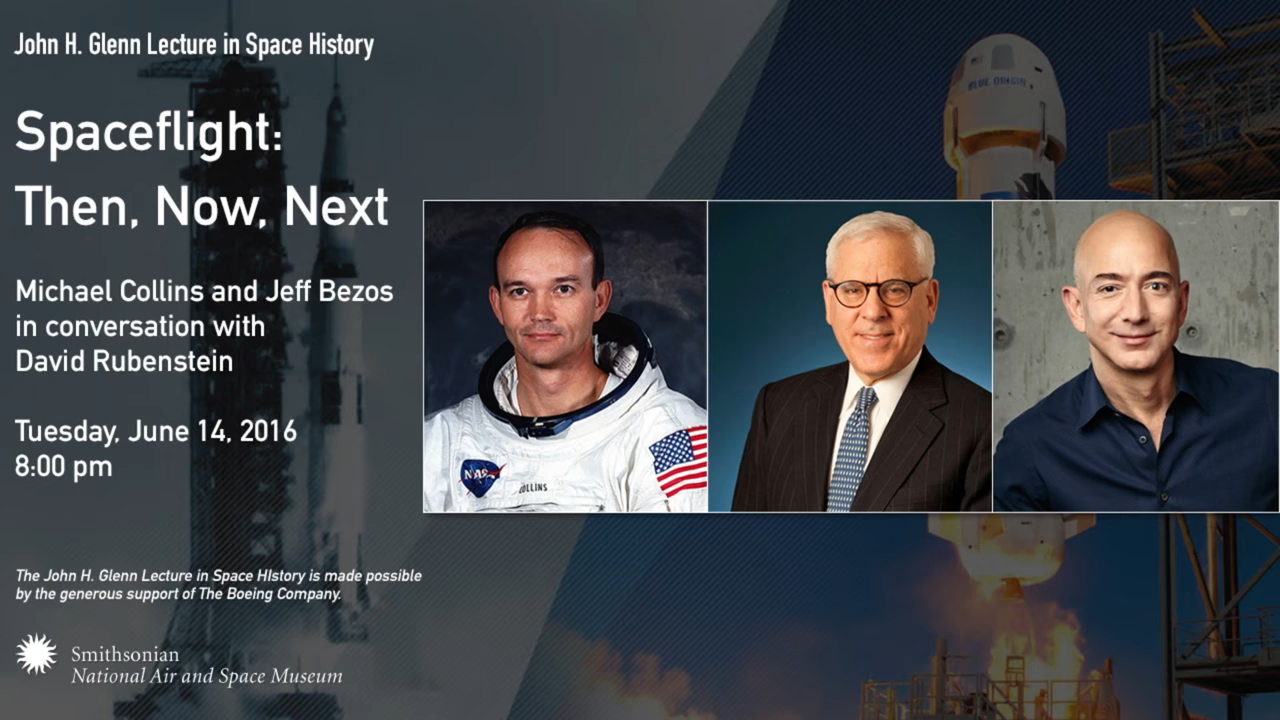 John H. Glenn Lecture in Space History
Spaceflight:
Then, Now, Next
Michael Collins and Jeff Bezos
in conversation with
David Rubenstein
Tuesday, June 14, 2016
8:00 pm
The John H. Glenn Lecture in Space HIstory is made possible
by the generous support of The Boeing Company.
Smithsonian
National Air and Space Museum
BLUE ORIGIN
NASA
COLLINS